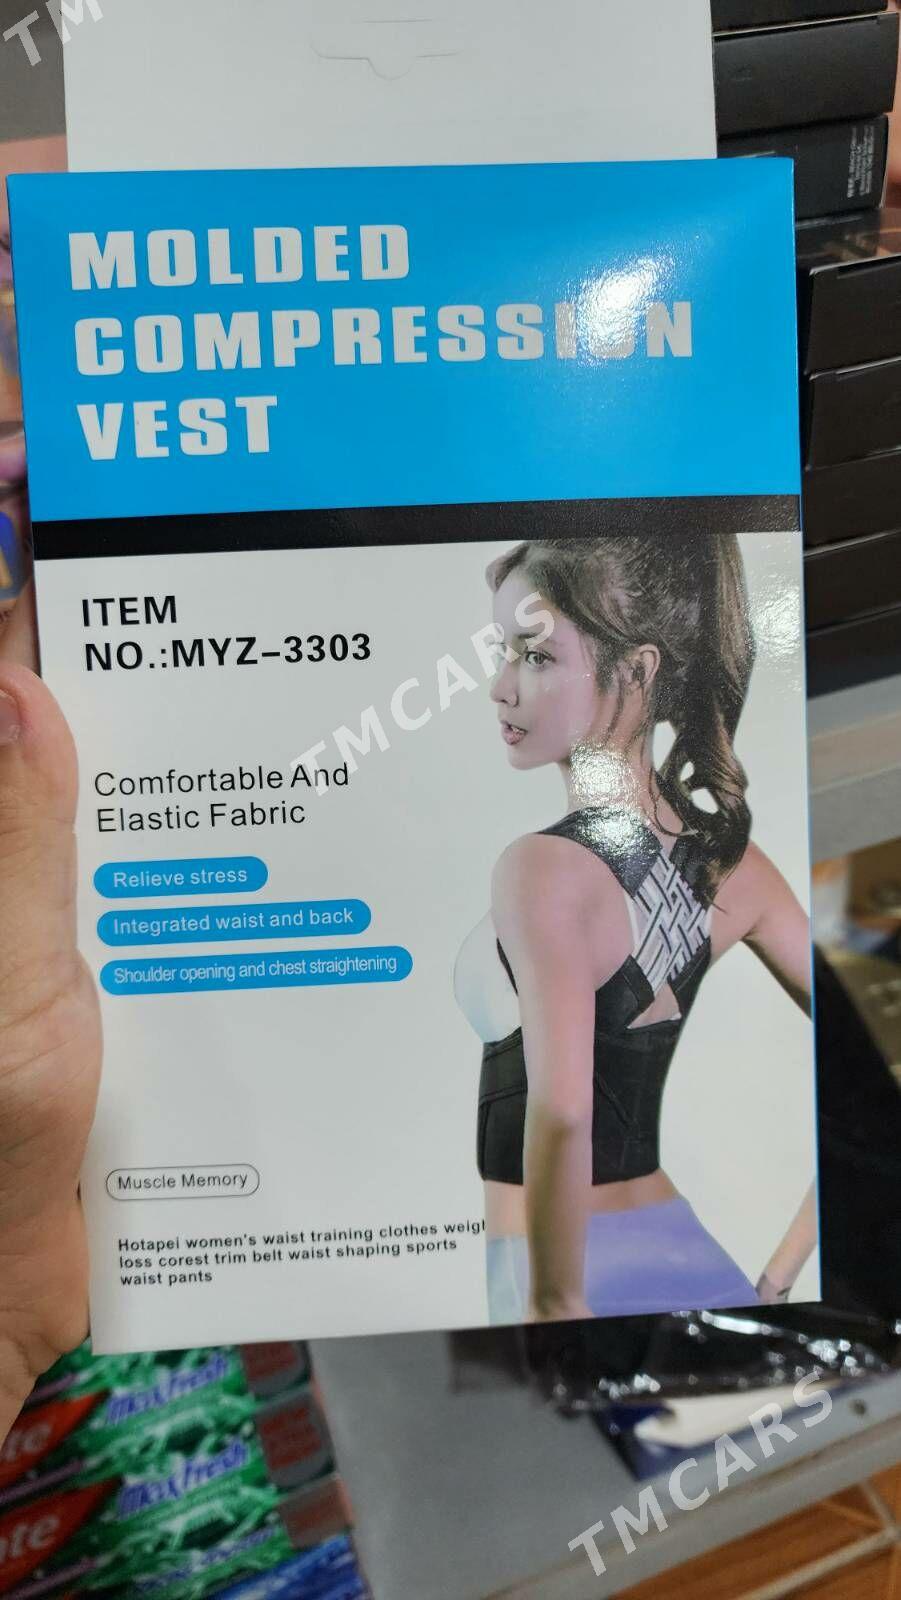 MOLDED
COMPRESSION
VEST
ITEM
NO.:MYZ-3303
Comfortable And
Elastic Fabric
Relieve stress
Integrated waist and back
Shoulder opening and chest straightening
Muscle Memory
Hotapei women's waist training clothes weigl
loss corest trim belt waist shaping sports
waist pants
MaxFresh
MaxFresh
TM
TMCARS
TMCARS